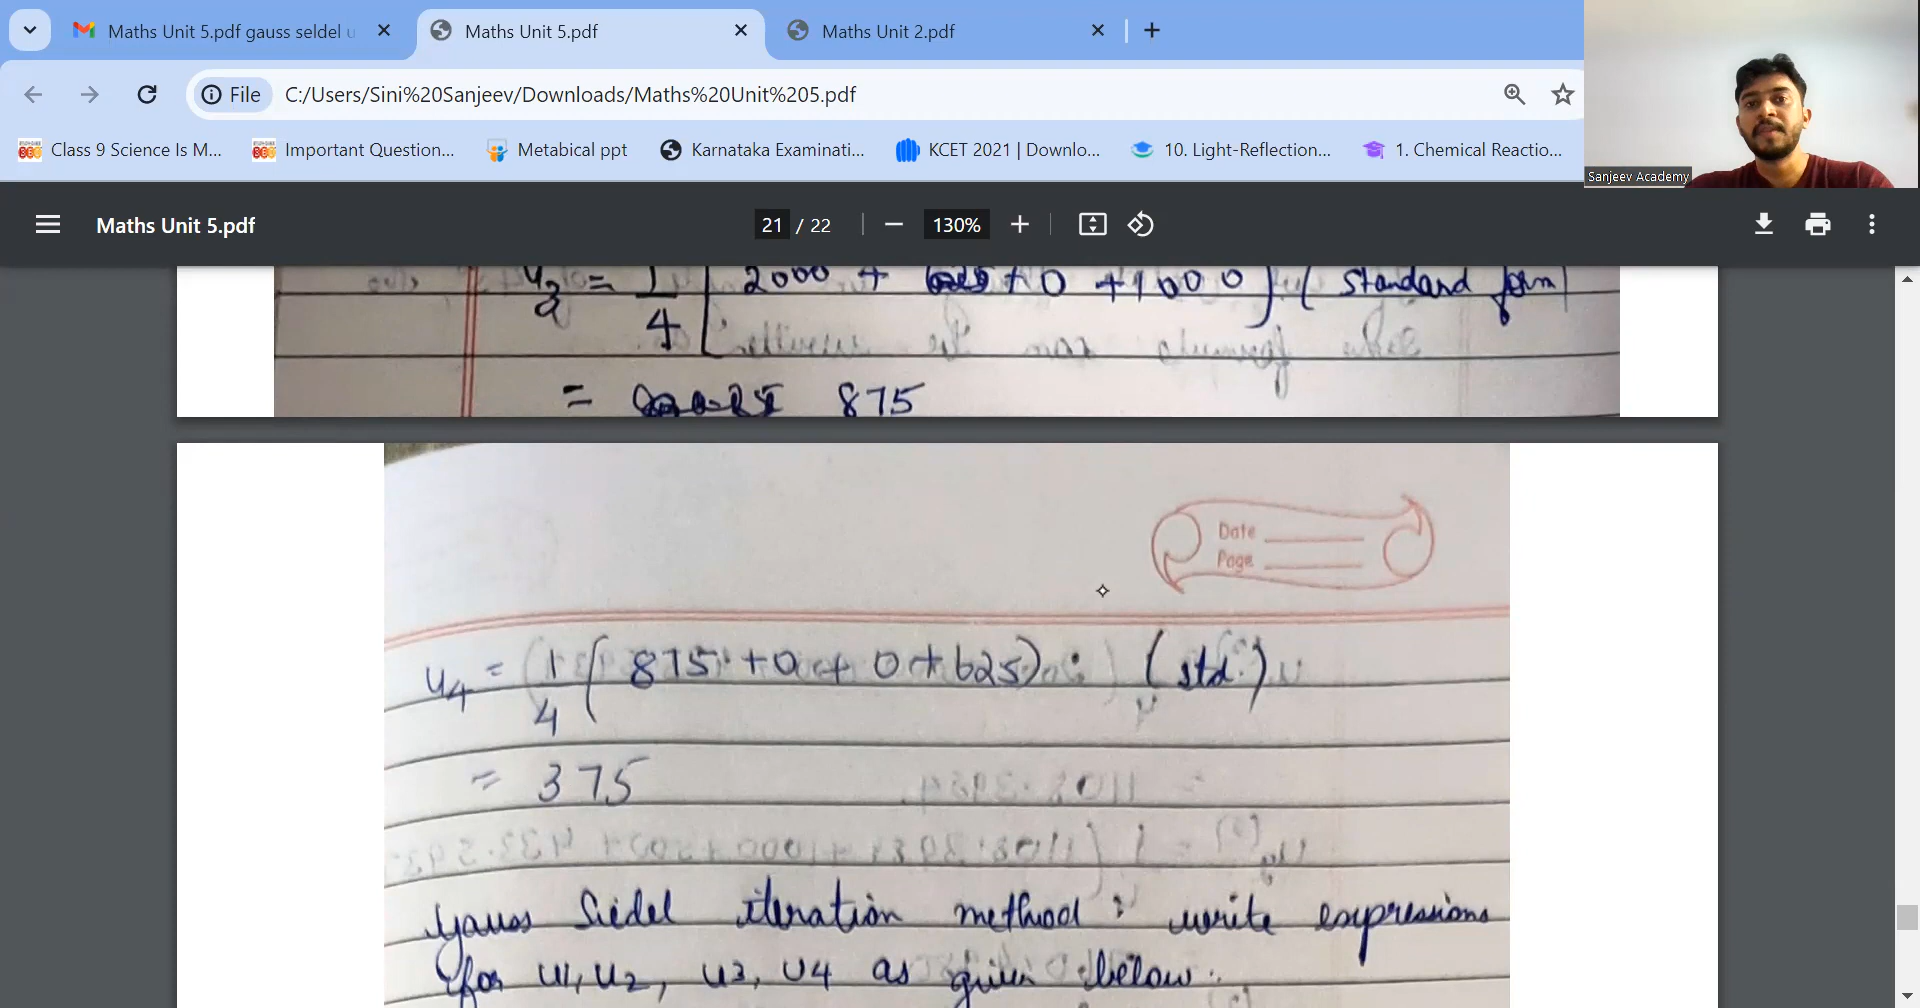 Maths Unit 5.pdf gauss seldel u
Maths Unit 5.pdf
Maths Unit 2.pdf
File
C:/Users/Sini%20Sanjeev/Downloads/Maths%20Unit%205.pdf
Class 9 Science Is M...
Important Question...
Metabical ppt
Karnataka Examinati...
KCET 2021 | Downlo...
10. Light-Reflection...
1. Chemical Reactio...
Sanjeev Academy
Maths Unit 5.pdf
21 / 22
130%
= 1/4 [ 2000 + 625 + 0 + 1000 ] ( Standard form
= 875
Date
Page
u4 = 1/4 ( 875 + 0 + 0 + 625 ) : (std.)
= 375
Gauss Siedel iteration method : write expressions
for u1, u2, u3, u4 as given below :